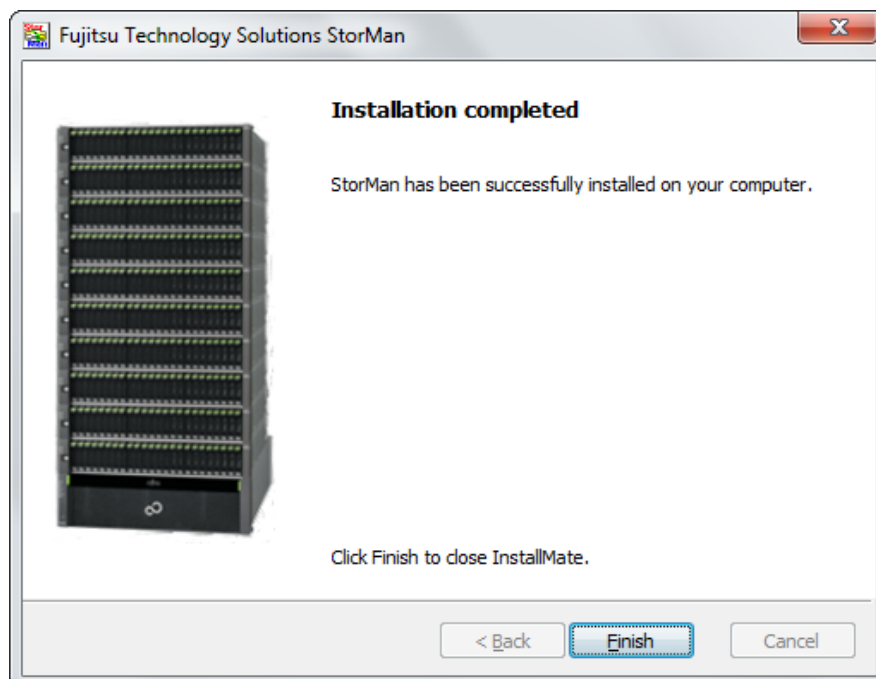 Fujitsu Technology Solutions StorMan
Installation completed
StorMan has been successfully installed on your computer.
Click Finish to close InstallMate.
< Back
Finish
Cancel